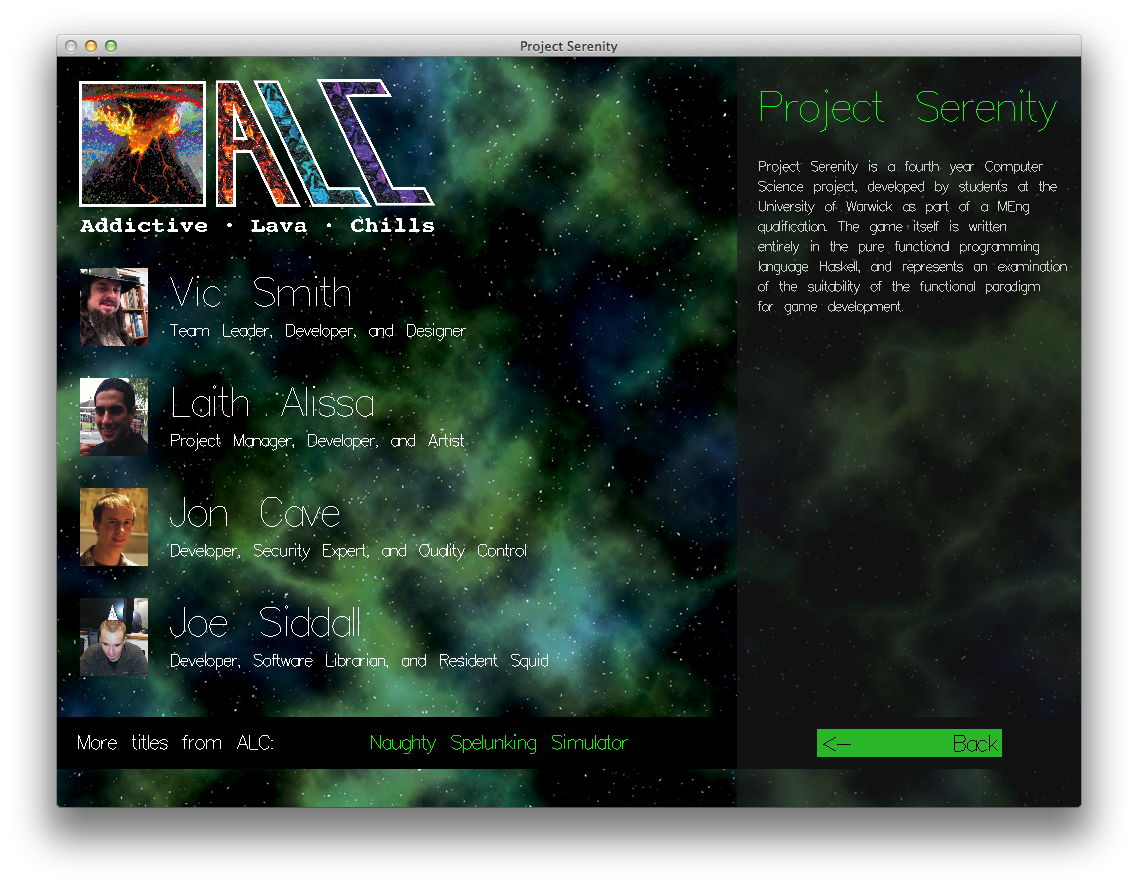 Project Serenity
ALC
Addictive · Lava · Chills
Vic Smith
Team Leader, Developer, and Designer
Laith Alissa
Project Manager, Developer, and Artist
Jon Cave
Developer, Security Expert, and Quality Control
Joe Siddall
Developer, Software Librarian, and Resident Squid
More titles from ALC: Naughty Spelunking Simulator
Project Serenity
Project Serenity is a fourth year Computer
Science project, developed by students at the
University of Warwick as part of a MEng
qualification. The game itself is written
entirely in the pure functional programming
language Haskell, and represents an examination
of the suitability of the functional paradigm
for game development.
<- Back